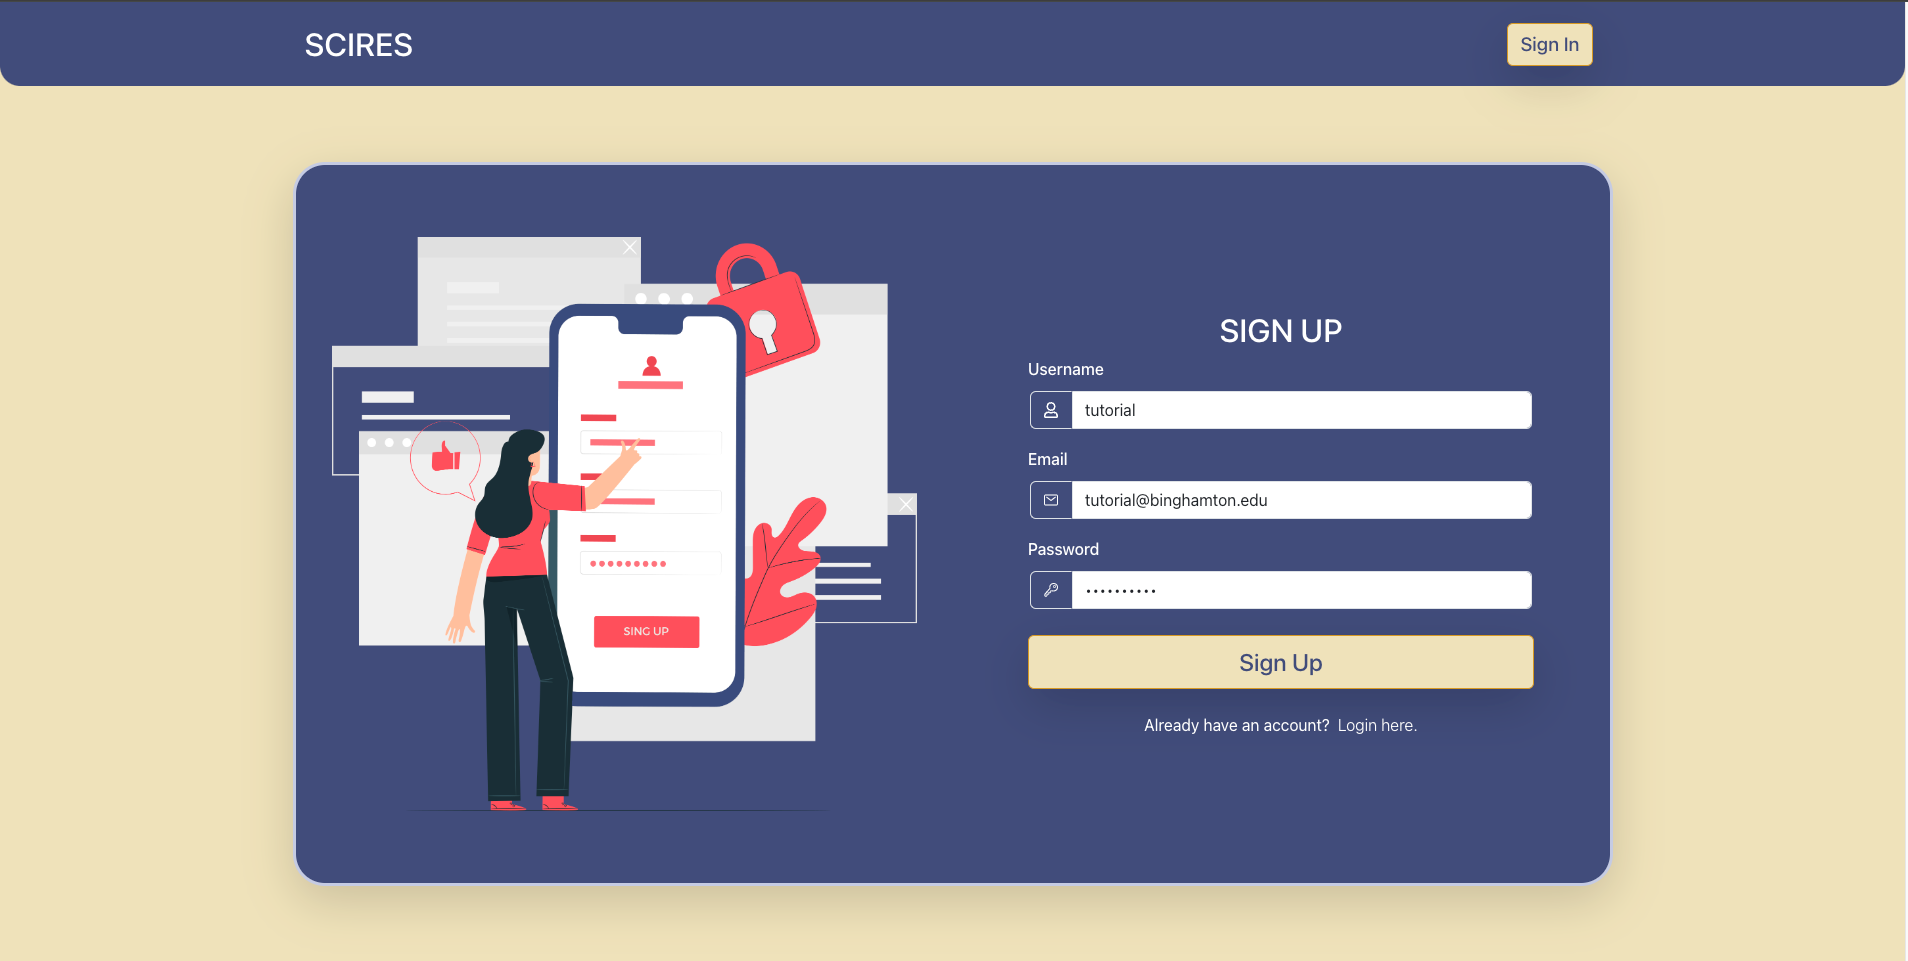 SCIRES
Sign In
SING UP
SIGN UP
Username
tutorial
Email
tutorial@binghamton.edu
Password
••••••••••
Sign Up
Already have an account? Login here.